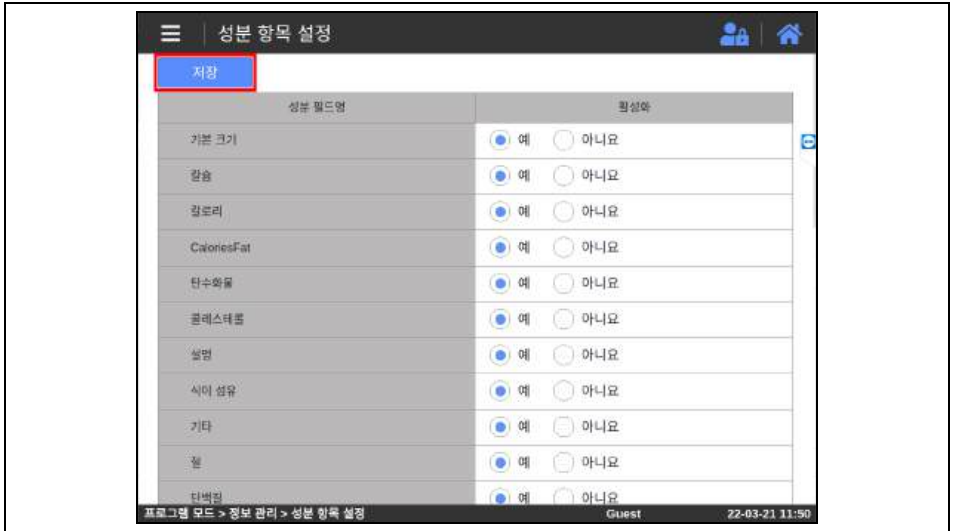 성분 항목 설정
저장
성분 필드명 활성화
기본 크기 예 아니요
칼슘 예 아니요
칼로리 예 아니요
CaloriesFat 예 아니요
탄수화물 예 아니요
콜레스테롤 예 아니요
설명 예 아니요
식이 섬유 예 아니요
기타 예 아니요
철 예 아니요
단백질 예 아니요
프로그램 모드 > 정보 관리 > 성분 항목 설정 Guest 22-03-21 11:50